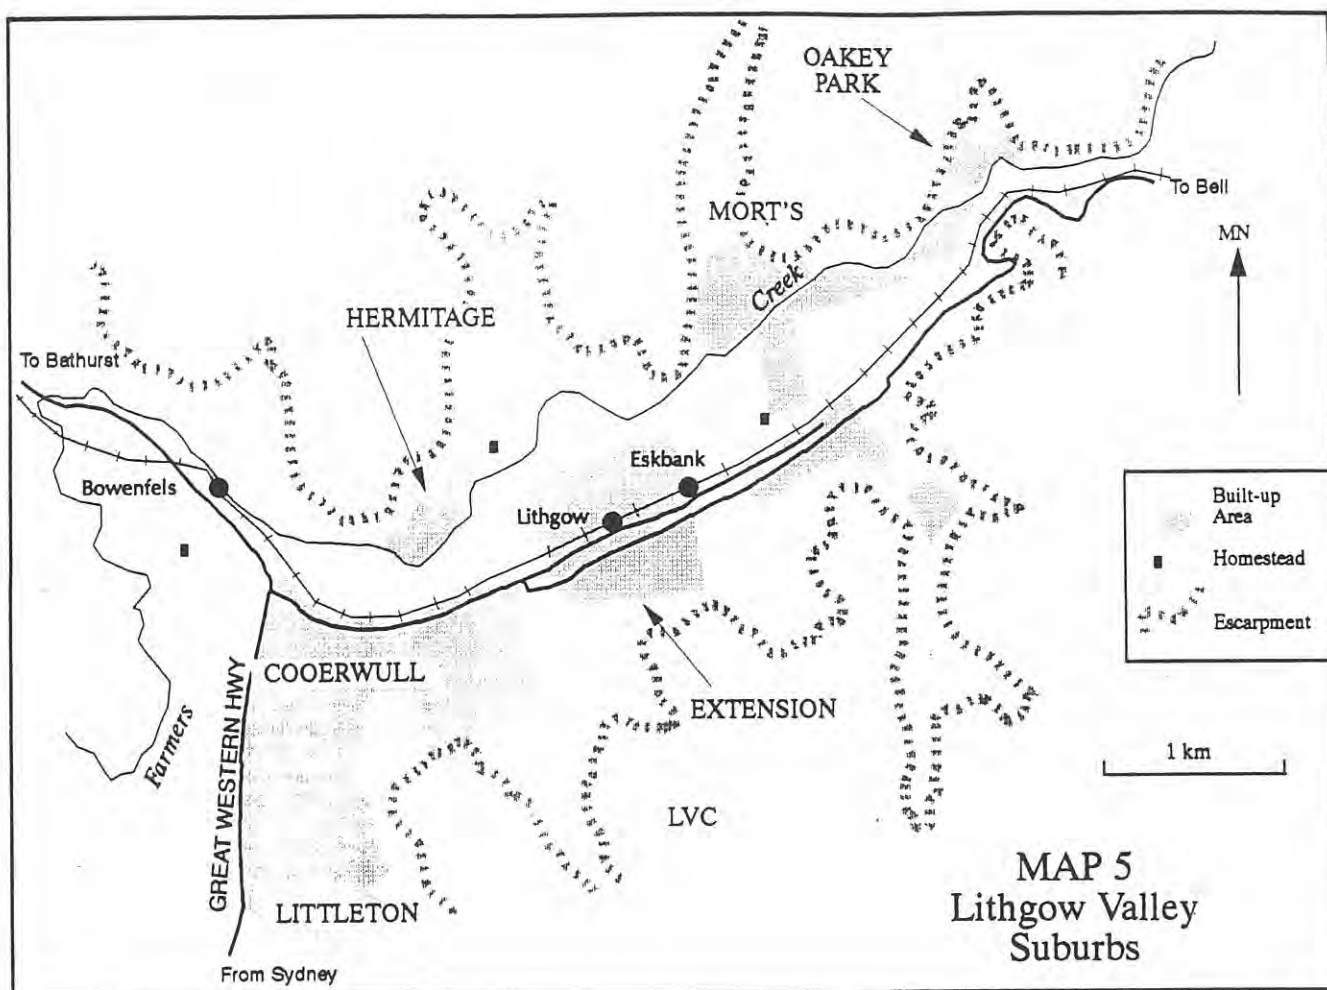 OAKEY
PARK
To Bell
MORT'S
MN
Creek
HERMITAGE
To Bathurst
Bowenfels
Eskbank
Lithgow
Built-up
Area
Homestead
Escarpment
COOERWULL
EXTENSION
Farmers
GREAT WESTERN HWY
1 km
LVC
LITTLETON
From Sydney
MAP 5
Lithgow Valley
Suburbs